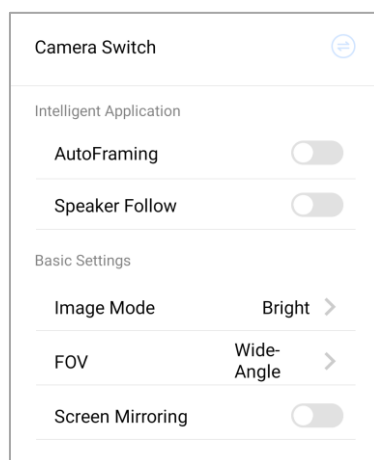 Camera Switch
Intelligent Application
AutoFraming
Speaker Follow
Basic Settings
Image Mode Bright
FOV Wide-
Angle
Screen Mirroring